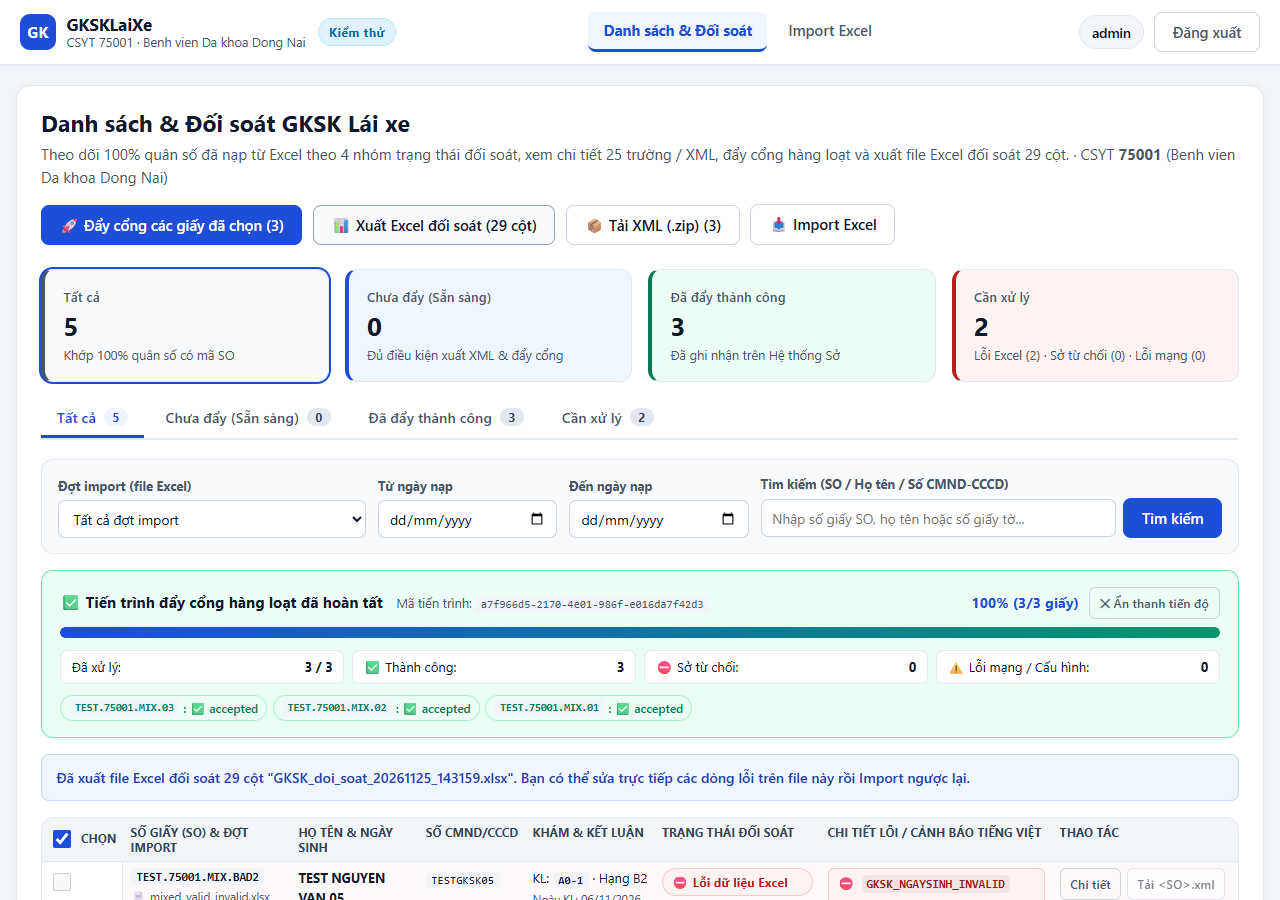 GK
GKSKLaiXe
CSYT 75001 · Benh vien Da khoa Dong Nai
Kiểm thử
Danh sách & Đối soát
Import Excel
admin
Đăng xuất
Danh sách & Đối soát GKSK Lái xe
Theo dõi 100% quân số đã nạp từ Excel theo 4 nhóm trạng thái đối soát, xem chi tiết 25 trường / XML, đẩy cổng hàng loạt và xuất file Excel đối soát 29 cột. · CSYT 75001 (Benh vien
Da khoa Dong Nai)
🚀 Đẩy cổng các giấy đã chọn (3)
📊 Xuất Excel đối soát (29 cột)
📦 Tải XML (.zip) (3)
📥 Import Excel
Tất cả
5
Khớp 100% quân số có mã SO
Chưa đẩy (Sẵn sàng)
0
Đủ điều kiện xuất XML & đẩy cổng
Đã đẩy thành công
3
Đã ghi nhận trên Hệ thống Sở
Cần xử lý
2
Lỗi Excel (2) · Sở từ chối (0) · Lỗi mạng (0)
Tất cả 5
Chưa đẩy (Sẵn sàng) 0
Đã đẩy thành công 3
Cần xử lý 2
Đợt import (file Excel)
Tất cả đợt import
Từ ngày nạp
dd/mm/yyyy
Đến ngày nạp
dd/mm/yyyy
Tìm kiếm (SO / Họ tên / Số CMND-CCCD)
Nhập số giấy SO, họ tên hoặc số giấy tờ...
Tìm kiếm
✅ Tiến trình đẩy cổng hàng loạt đã hoàn tất
Mã tiến trình: a7f966d5-2170-4e01-986f-e016da7f42d3
100% (3/3 giấy)
✕ Ẩn thanh tiến độ
Đã xử lý: 3 / 3
✅ Thành công: 3
⛔ Sở từ chối: 0
⚠️ Lỗi mạng / Cấu hình: 0
TEST.75001.MIX.03 : ✅ accepted
TEST.75001.MIX.02 : ✅ accepted
TEST.75001.MIX.01 : ✅ accepted
Đã xuất file Excel đối soát 29 cột "GKSK_doi_soat_20261125_143159.xlsx". Bạn có thể sửa trực tiếp các dòng lỗi trên file này rồi Import ngược lại.
CHỌN
SỐ GIẤY (SO) & ĐỢT
IMPORT
HỌ TÊN & NGÀY
SINH
SỐ CMND/CCCD
KHÁM & KẾT LUẬN
TRẠNG THÁI ĐỐI SOÁT
CHI TIẾT LỖI / CẢNH BÁO TIẾNG VIỆT
THAO TÁC
TEST.75001.MIX.BAD2
mixed_valid_invalid.xlsx
TEST NGUYEN
VAN 05
TESTGKSK05
KL: A0-1 · Hạng B2
Ngày KL: 06/11/2026
⛔ Lỗi dữ liệu Excel
⛔ GKSK_NGAYSINH_INVALID
Chi tiết
Tải <SO>.xml